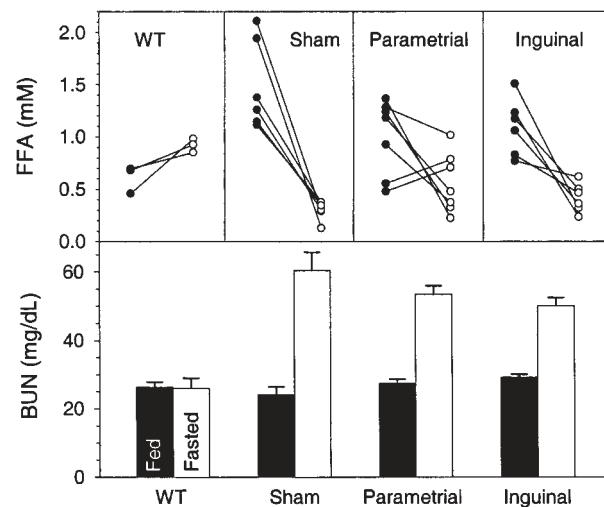 2.0
1.5
1.0
0.5
0.0
FFA (mM)
WT
Sham
Parametrial
Inguinal
60
40
20
0
BUN (mg/dL)
Fed
Fasted
WT
Sham
Parametrial
Inguinal